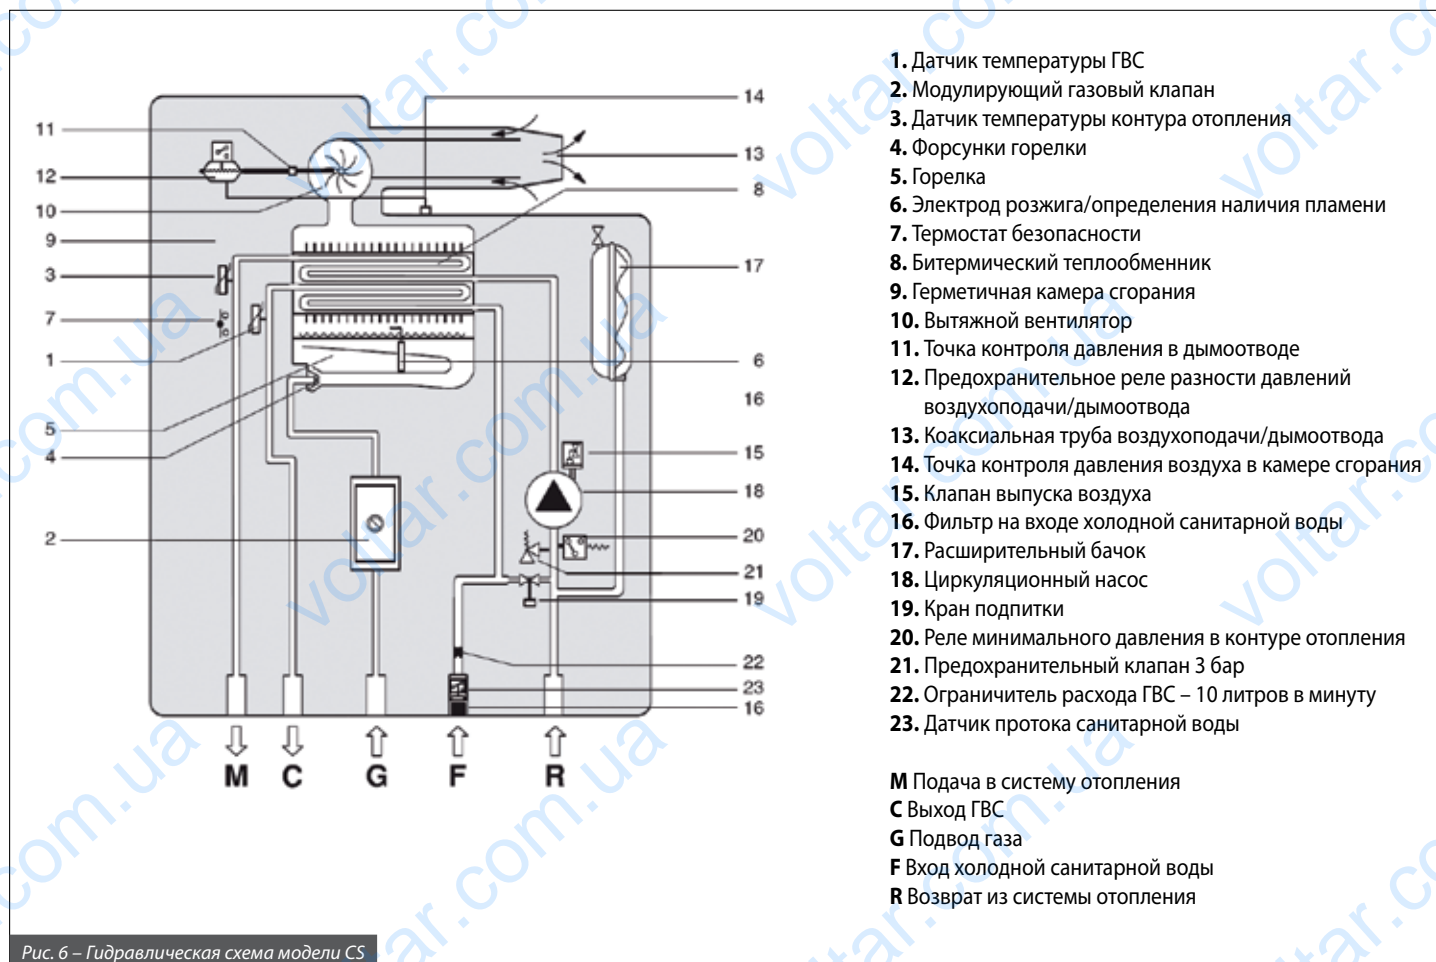 11
12
10
9
3
7
1
5
4
2
14
13
8
17
6
16
15
18
20
21
19
22
23
16
M C G F R
1. Датчик температуры ГВС
2. Модулирующий газовый клапан
3. Датчик температуры контура отопления
4. Форсунки горелки
5. Горелка
6. Электрод розжига/определения наличия пламени
7. Термостат безопасности
8. Битермический теплообменник
9. Герметичная камера сгорания
10. Вытяжной вентилятор
11. Точка контроля давления в дымоотводе
12. Предохранительное реле разности давлений
воздухоподачи/дымоотвода
13. Коаксиальная труба воздухоподачи/дымоотвода
14. Точка контроля давления воздуха в камере сгорания
15. Клапан выпуска воздуха
16. Фильтр на входе холодной санитарной воды
17. Расширительный бачок
18. Циркуляционный насос
19. Кран подпитки
20. Реле минимального давления в контуре отопления
21. Предохранительный клапан 3 бар
22. Ограничитель расхода ГВС – 10 литров в минуту
23. Датчик протока санитарной воды
M Подача в систему отопления
C Выход ГВС
G Подвод газа
F Вход холодной санитарной воды
R Возврат из системы отопления
Рис. 6 – Гидравлическая схема модели CS
voltar.com.ua